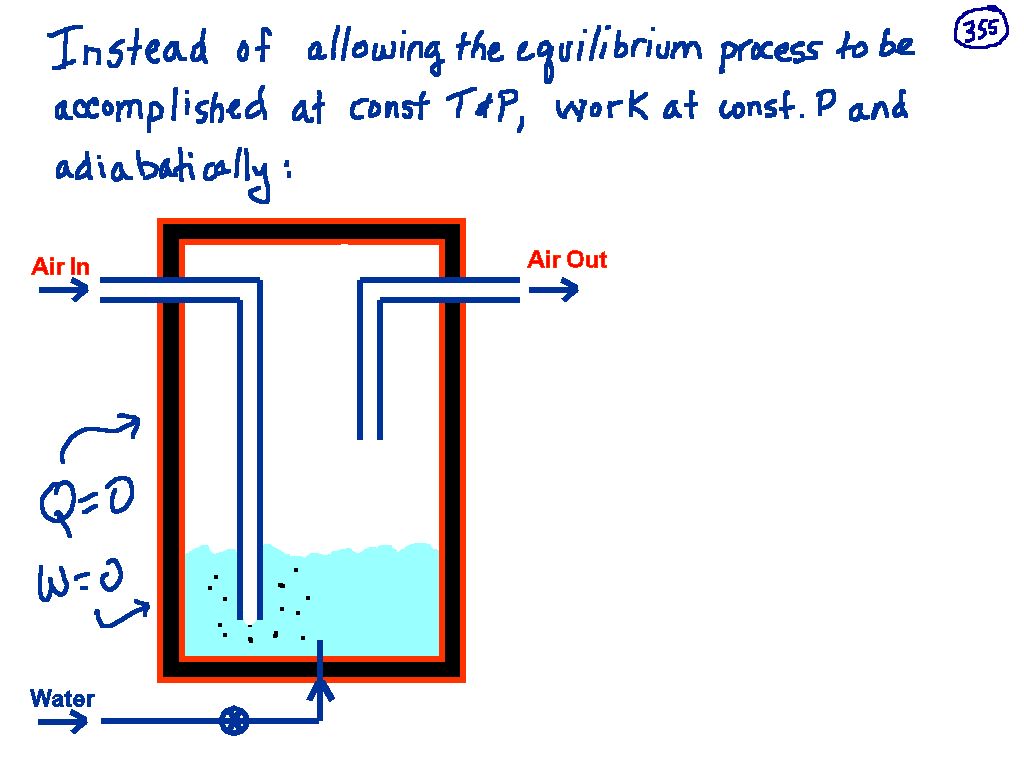 Instead of allowing the equilibrium process to be
355
accomplished at const T & P, work at const. P and
adiabatically:
Air In
Air Out
Q=0
W=0
Water